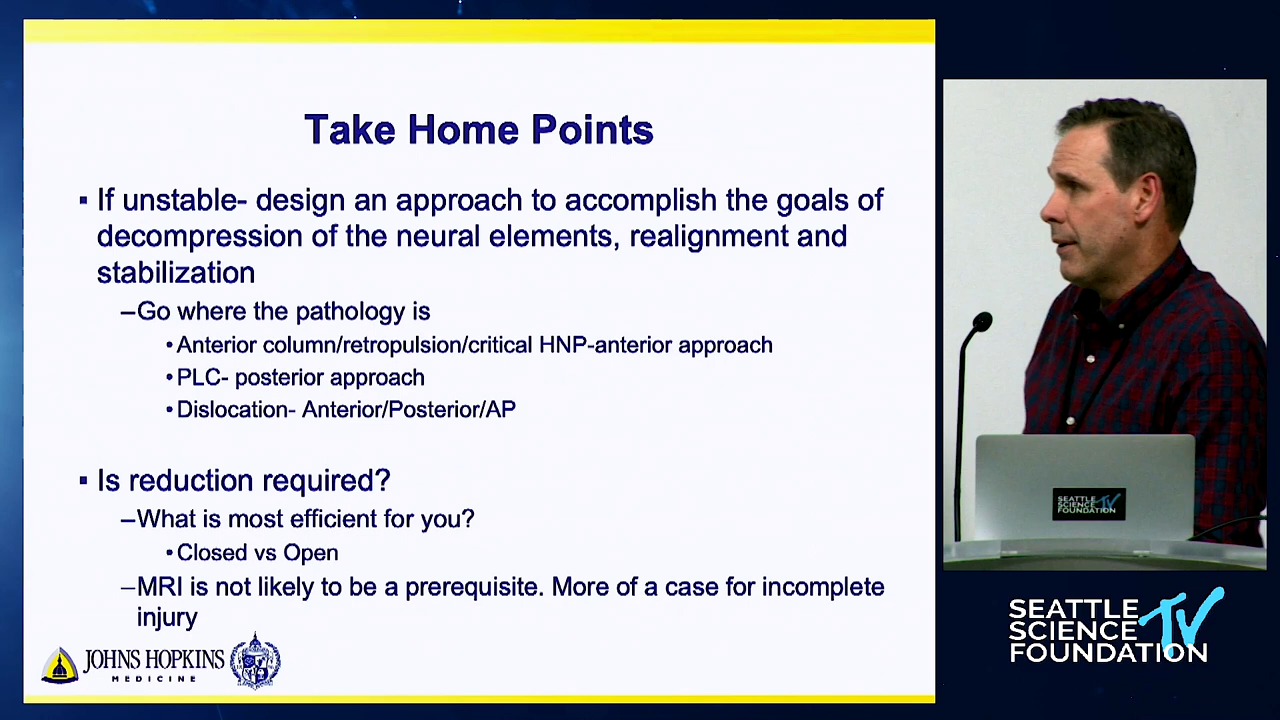 Take Home Points
▪ If unstable- design an approach to accomplish the goals of
decompression of the neural elements, realignment and
stabilization
–Go where the pathology is
•Anterior column/retropulsion/critical HNP-anterior approach
•PLC- posterior approach
•Dislocation- Anterior/Posterior/AP
▪ Is reduction required?
–What is most efficient for you?
•Closed vs Open
–MRI is not likely to be a prerequisite. More of a case for incomplete
injury
JOHNS HOPKINS
MEDICINE
SEATTLE
SCIENCE
FOUNDATION
TV
SEATTLE
SCIENCE
FOUNDATION
TV